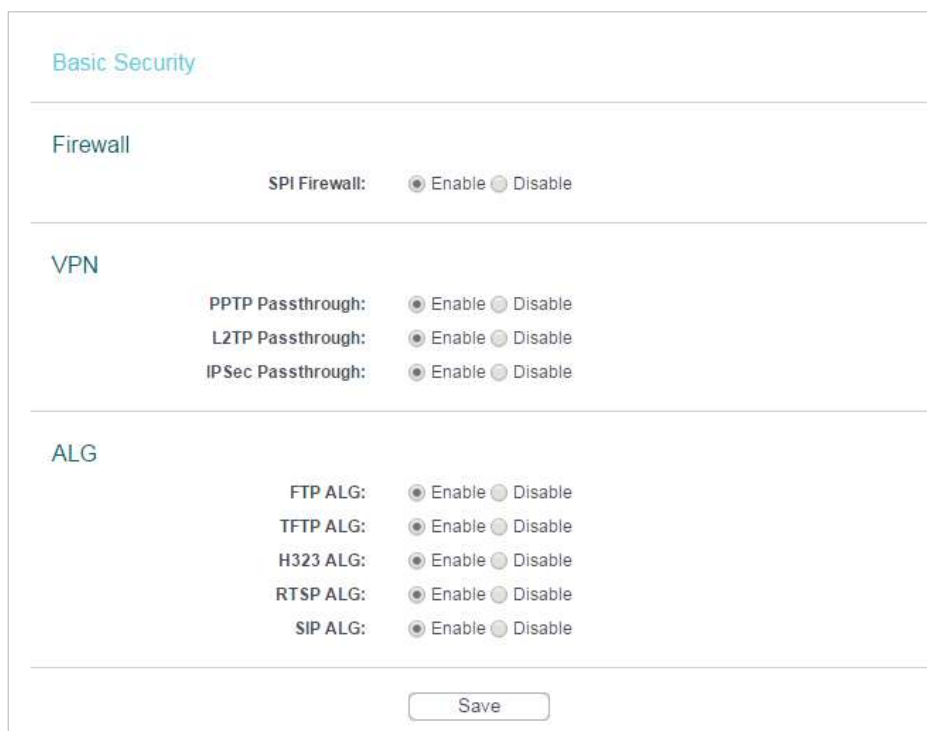 Basic Security
Firewall
SPI Firewall: Enable Disable
VPN
PPTP Passthrough: Enable Disable
L2TP Passthrough: Enable Disable
IPSec Passthrough: Enable Disable
ALG
FTP ALG: Enable Disable
TFTP ALG: Enable Disable
H323 ALG: Enable Disable
RTSP ALG: Enable Disable
SIP ALG: Enable Disable
Save